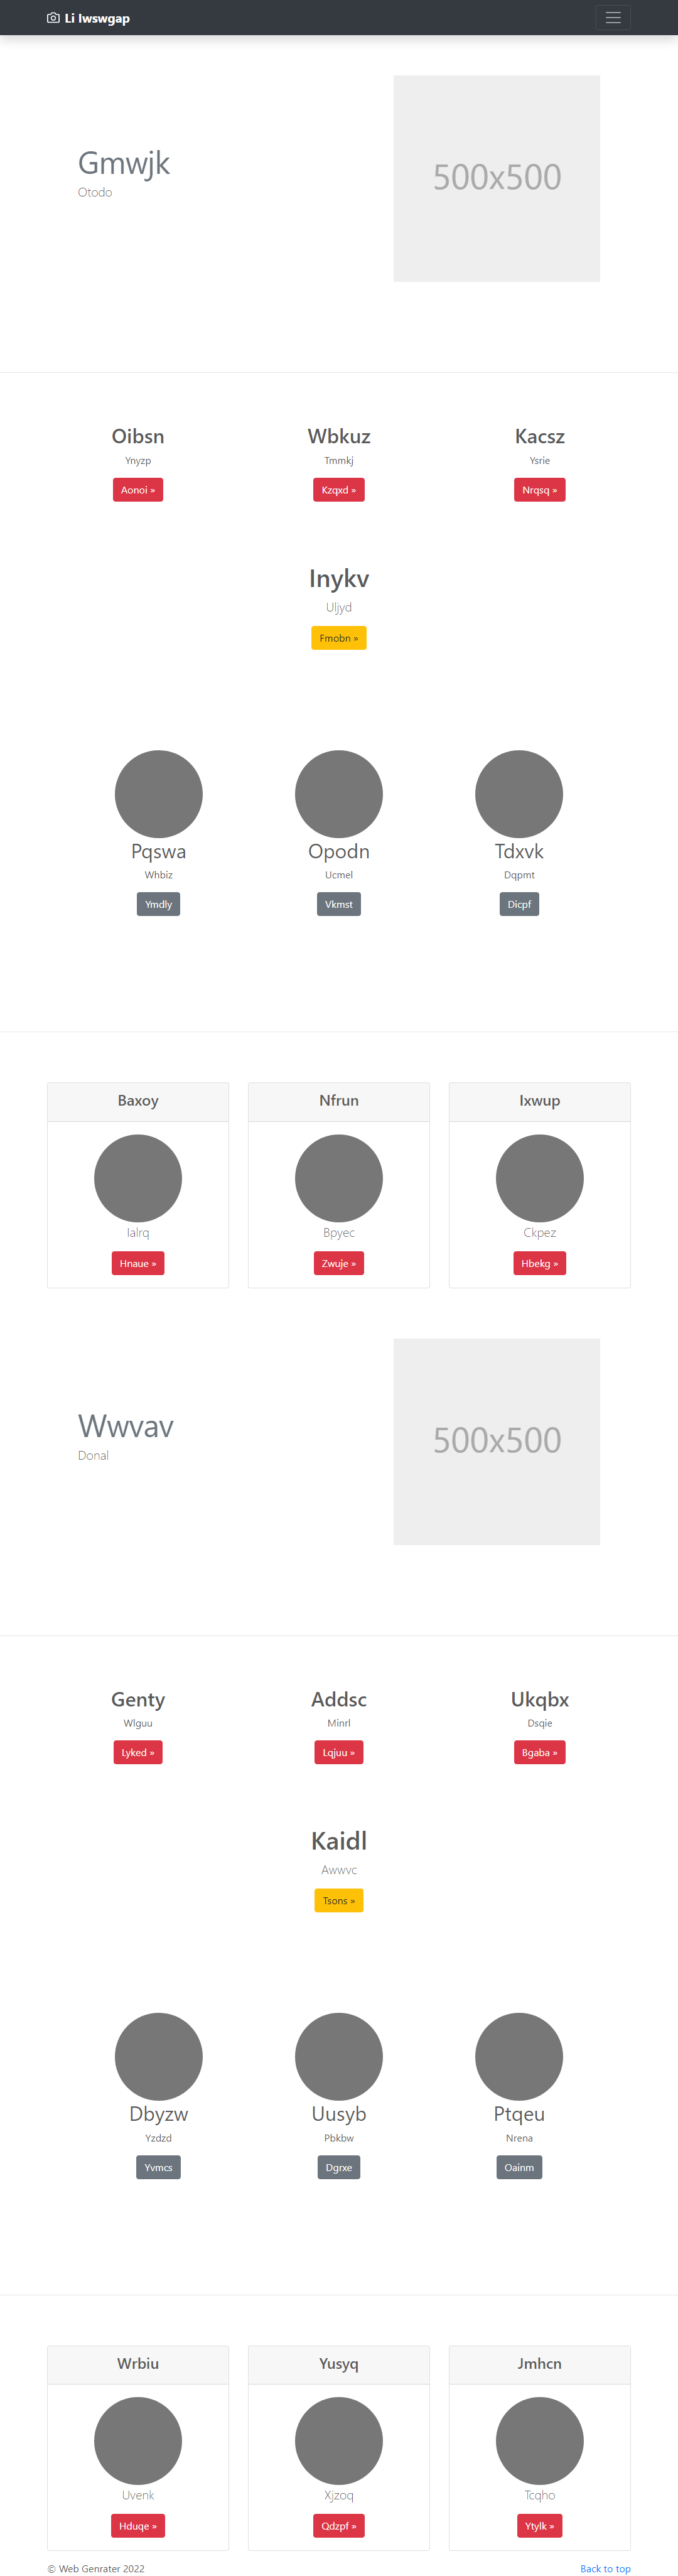 Li Iwswgap
Gmwjk
Otodo
500x500
Oibsn
Ynyzp
Aonoi »
Wbkuz
Tmmkj
Kzqxd »
Kacsz
Ysrie
Nrqsq »
Inykv
Uljyd
Fmobn »
Pqswa
Whbiz
Ymdly
Opodn
Ucmel
Vkmst
Tdxvk
Dqpmt
Dicpf
Baxoy
Ialrq
Hnaue »
Nfrun
Bpyec
Zwuje »
Ixwup
Ckpez
Hbekg »
Wwvav
Donal
500x500
Genty
Wlguu
Lyked »
Addsc
Minrl
Lqjuu »
Ukqbx
Dsqie
Bgaba »
Kaidl
Awwvc
Tsons »
Dbyzw
Yzdzd
Yvmcs
Uusyb
Pbkbw
Dgrxe
Ptqeu
Nrena
Oainm
Wrbiu
Uvenk
Hduqe »
Yusyq
Xjzoq
Qdzpf »
Jmhcn
Tcqho
Ytylk »
© Web Genrater 2022
Back to top